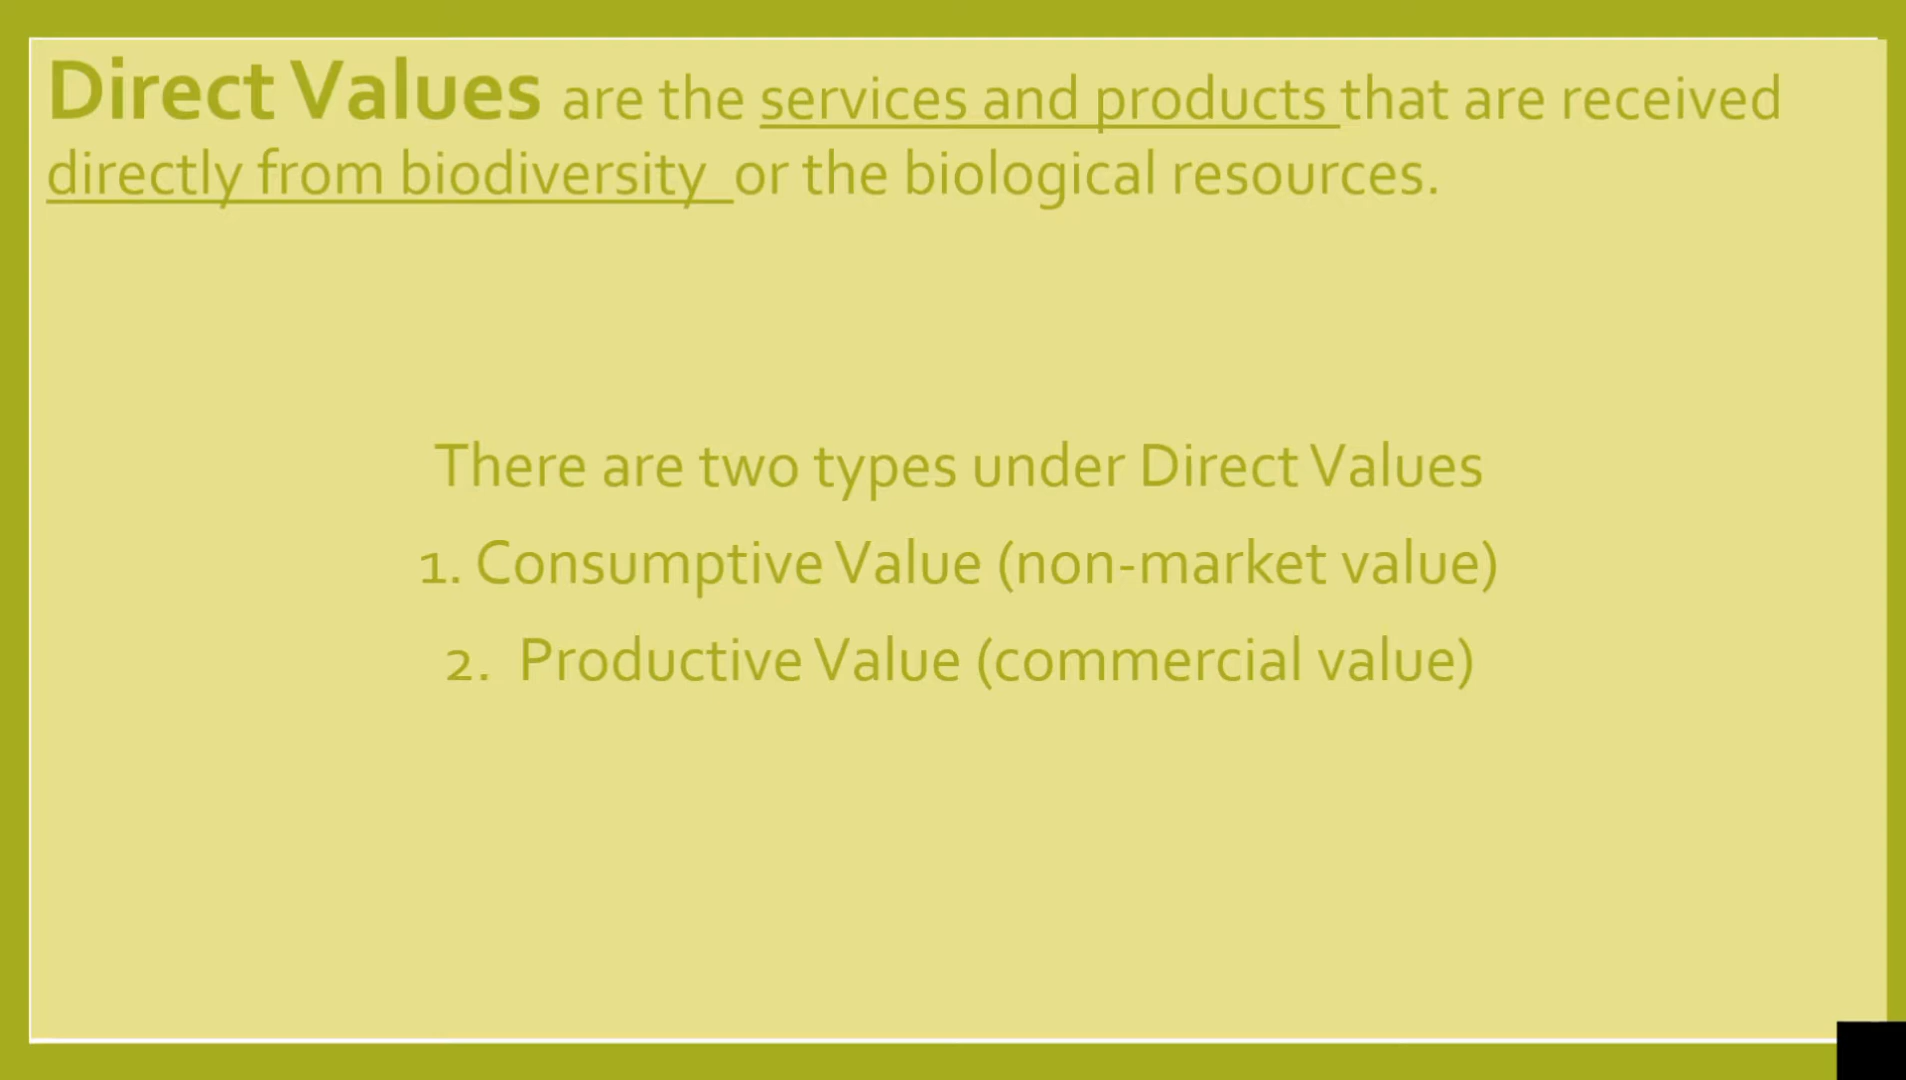 Direct Values are the services and products that are received
directly from biodiversity or the biological resources.
There are two types under Direct Values
1. Consumptive Value (non-market value)
2. Productive Value (commercial value)